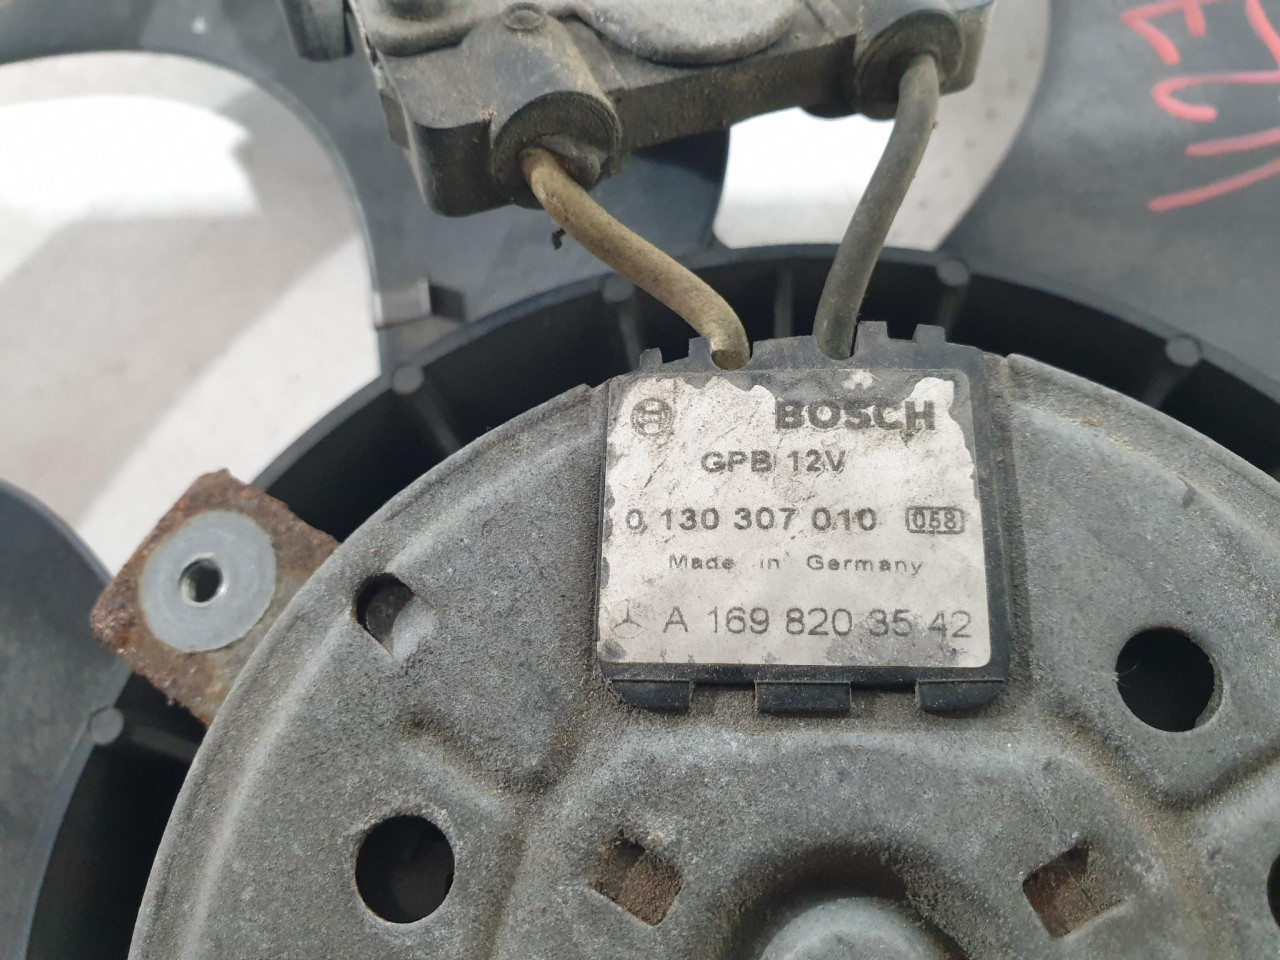 BOSCH
GPB 12V
0 130 307 010 058
Made in Germany
A 169 820 35 42